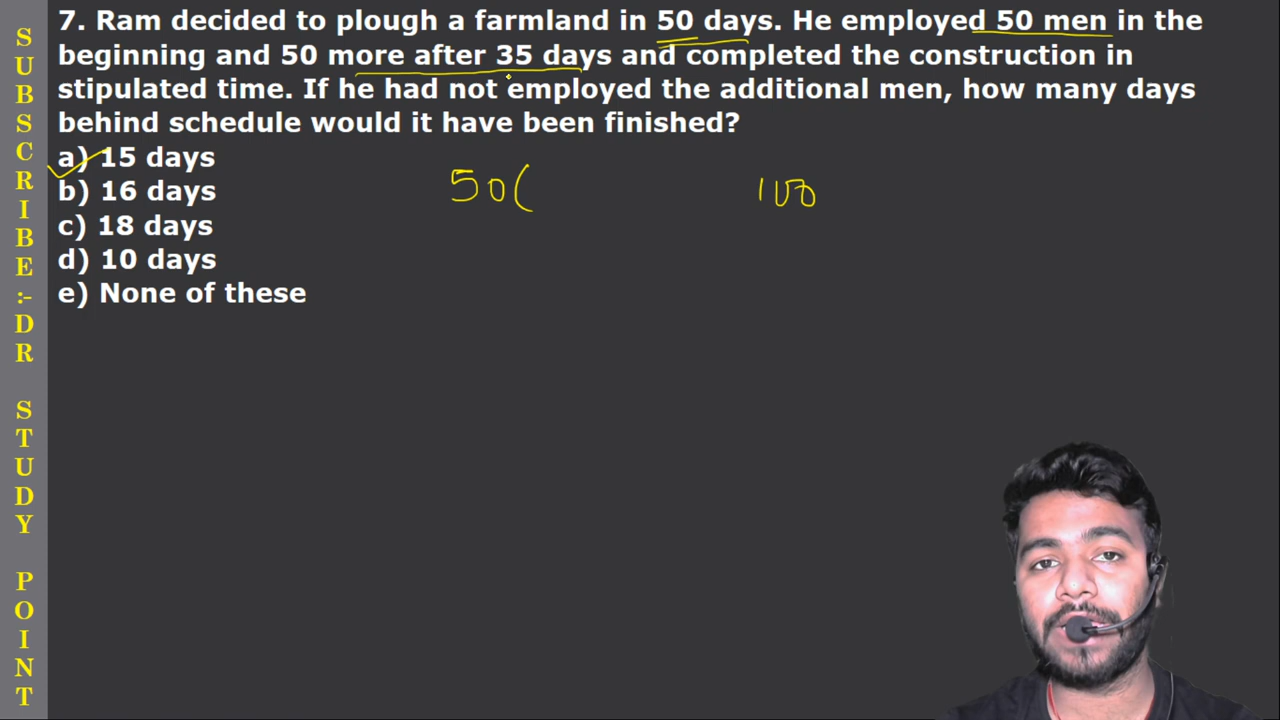 SUBSCRIBE:-DR STUDY POINT
7. Ram decided to plough a farmland in 50 days. He employed 50 men in the
beginning and 50 more after 35 days and completed the construction in
stipulated time. If he had not employed the additional men, how many days
behind schedule would it have been finished?
a) 15 days
b) 16 days
c) 18 days
d) 10 days
e) None of these
50( 100